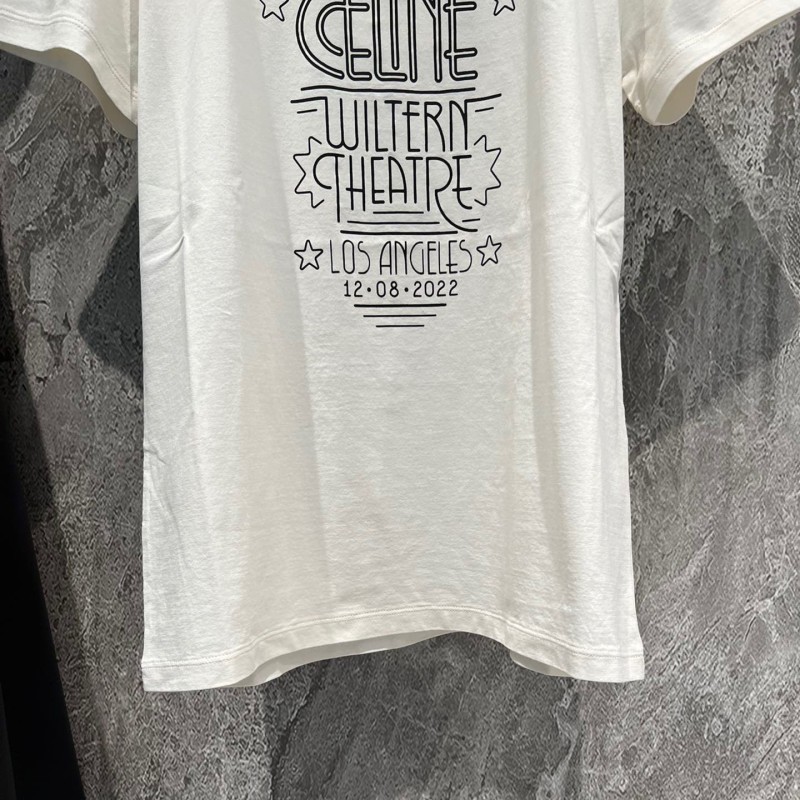 CELINE
WILTERN
THEATRE
LOS ANGELES
12·08·2022